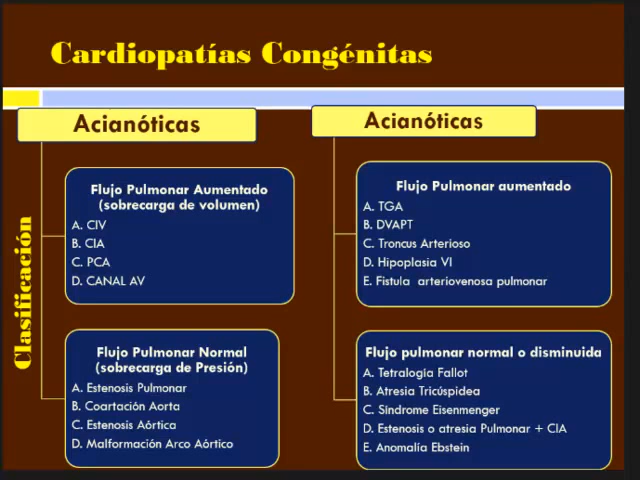 Cardiopatías Congénitas
Clasificación
Acianóticas
Flujo Pulmonar Aumentado
(sobrecarga de volumen)
A. CIV
B. CIA
C. PCA
D. CANAL AV
Flujo Pulmonar Normal
(sobrecarga de Presión)
A. Estenosis Pulmonar
B. Coartación Aorta
C. Estenosis Aórtica
D. Malformación Arco Aórtico
Acianóticas
Flujo Pulmonar aumentado
A. TGA
B. DVAPT
C. Troncus Arterioso
D. Hipoplasia VI
E. Fistula arteriovenosa pulmonar
Flujo pulmonar normal o disminuida
A. Tetralogía Fallot
B. Atresia Tricúspidea
C. Síndrome Eisenmenger
D. Estenosis o atresia Pulmonar + CIA
E. Anomalía Ebstein